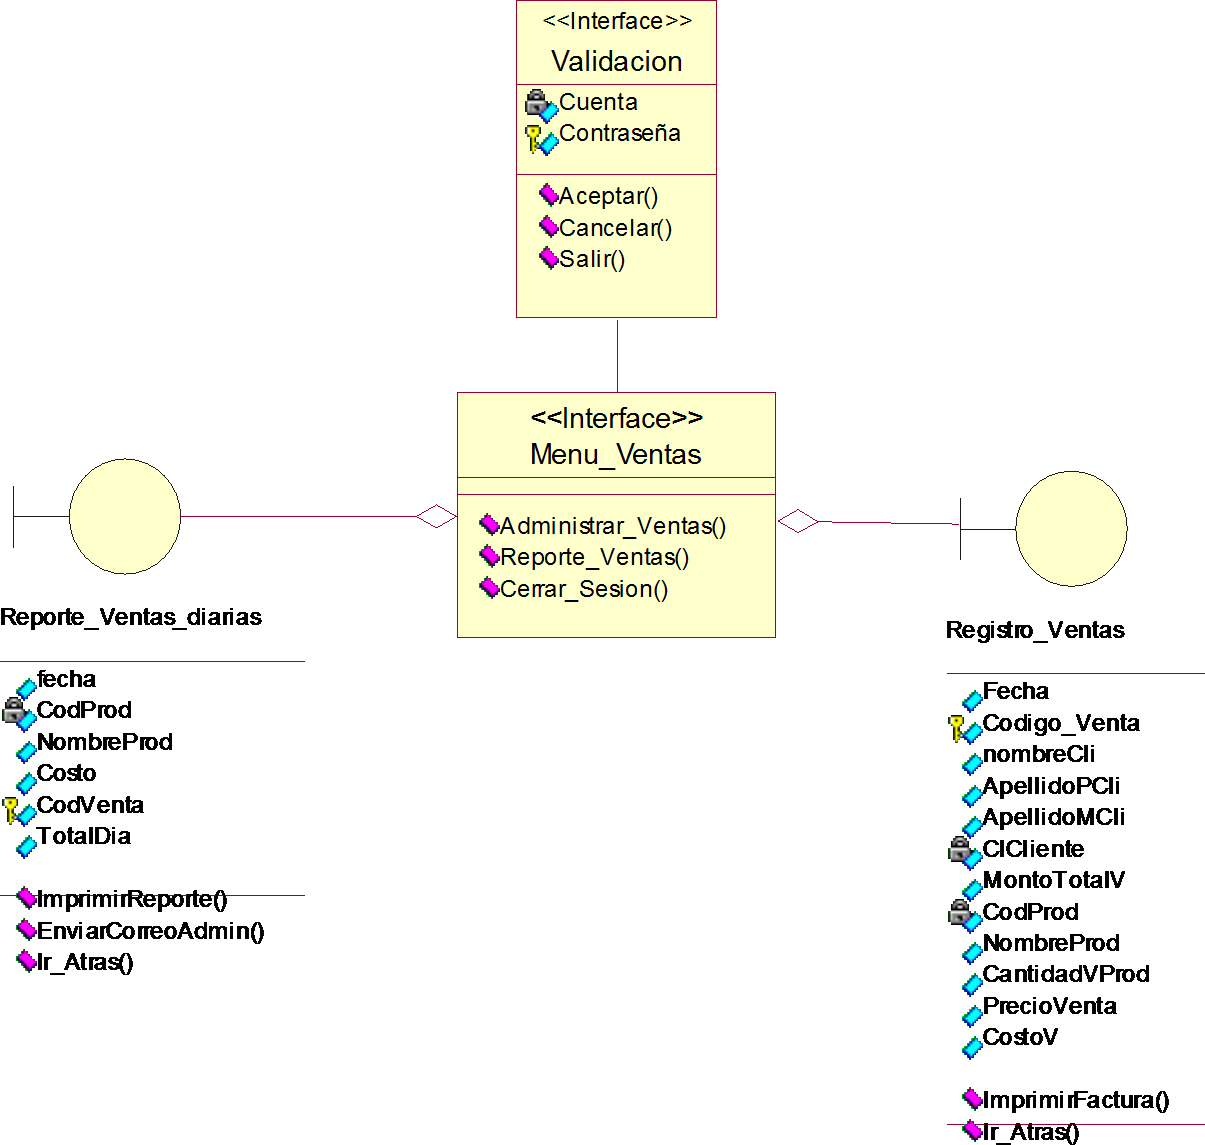 <<Interface>>
Validacion
Cuenta
Contraseña
Aceptar()
Cancelar()
Salir()
<<Interface>>
Menu_Ventas
Administrar_Ventas()
Reporte_Ventas()
Cerrar_Sesion()
Reporte_Ventas_diarias
fecha
CodProd
NombreProd
Costo
CodVenta
TotalDia
ImprimirReporte()
EnviarCorreoAdmin()
Ir_Atras()
Registro_Ventas
Fecha
Codigo_Venta
nombreCli
ApellidoPCli
ApellidoMCli
CICliente
MontoTotalV
CodProd
NombreProd
CantidadVProd
PrecioVenta
CostoV
ImprimirFactura()
Ir_Atras()